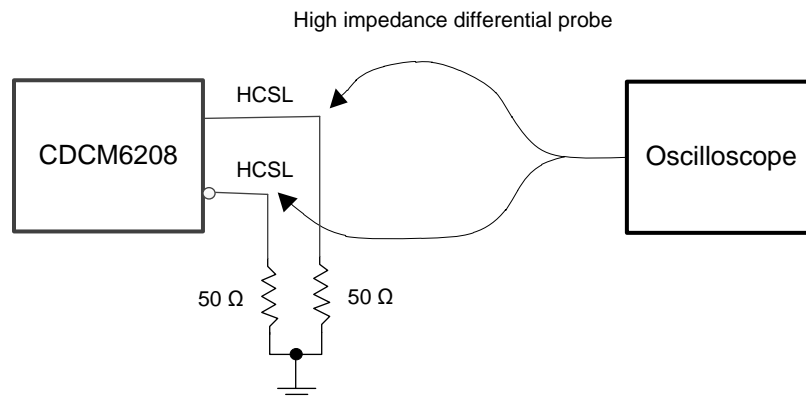 High impedance differential probe
HCSL
CDCM6208
HCSL
Oscilloscope
50 Ω
50 Ω